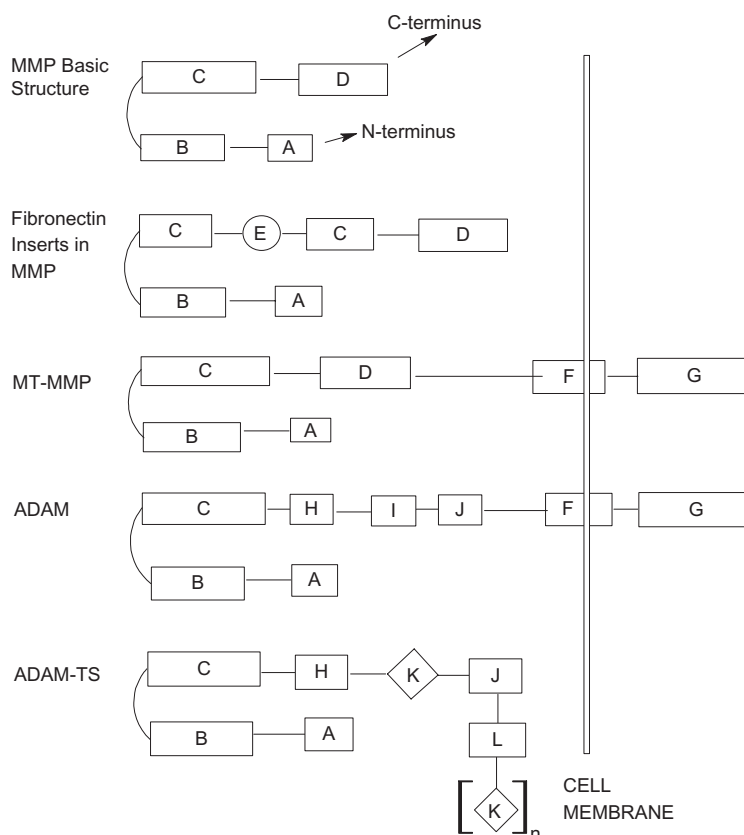 C-terminus
MMP Basic
Structure
C
D
N-terminus
B
A
Fibronectin
Inserts in
MMP
C
E
C
D
B
A
MT-MMP
C
D
F
G
B
A
ADAM
C
H
I
J
F
G
B
A
ADAM-TS
C
H
K
J
B
A
L
K
n
CELL
MEMBRANE